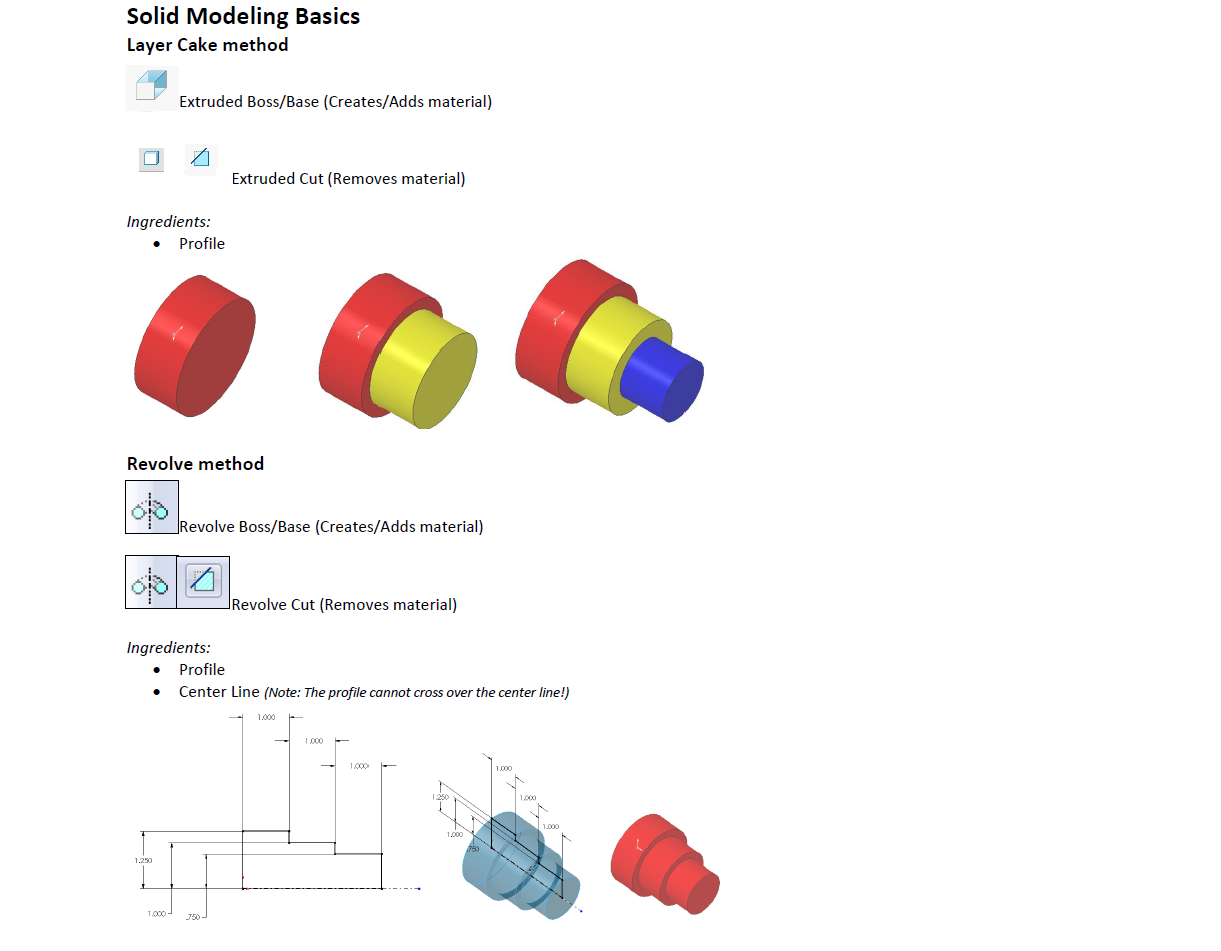 Solid Modeling Basics
Layer Cake method
Extruded Boss/Base (Creates/Adds material)
Extruded Cut (Removes material)
Ingredients:
• Profile
Revolve method
Revolve Boss/Base (Creates/Adds material)
Revolve Cut (Removes material)
Ingredients:
• Profile
• Center Line (Note: The profile cannot cross over the center line!)
1.000
1.000
1.000
1.250
1.000
.750
1.000
1.000
1.000
1.250
1.000
.750